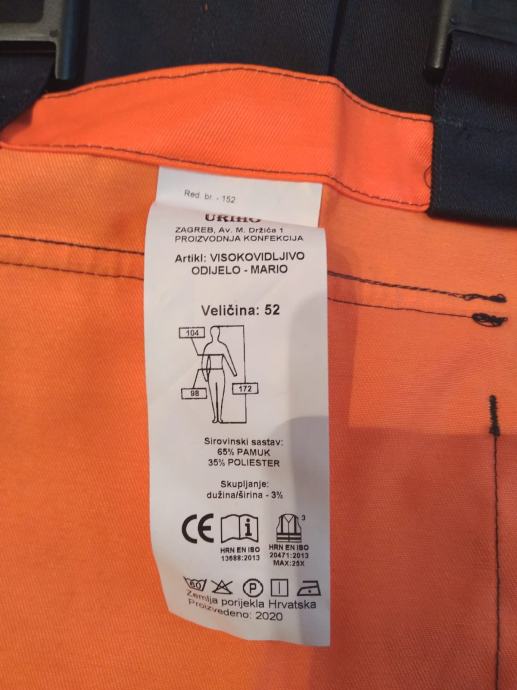 Red. br. - 152
URIHO
ZAGREB, Av. M. Držića 1
PROIZVODNJA KONFEKCIJA
Artikl: VISOKOVIDLJIVO
ODIJELO - MARIO
Veličina: 52
104
98
172
Sirovinski sastav:
65% PAMUK
35% POLIESTER
Skupljanje:
dužina/širina - 3%
CE
i
3
HRN EN ISO
13688:2013
HRN EN ISO
20471:2013
MAX:25X
60
P
Zemlja porijekla Hrvatska
Proizvedeno: 2020